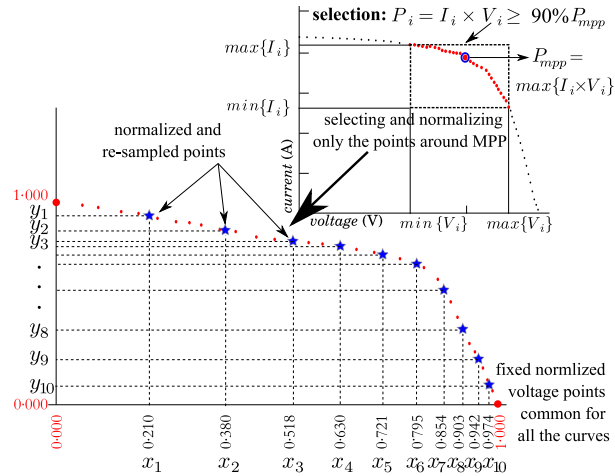 selection: P_i = I_i × V_i ≥ 90%P_mpp
max{I_i}
P_mpp =
max{I_i×V_i}
min{I_i}
current (A)
voltage (V)
min{V_i}
max{V_i}
normalized and
re-sampled points
selecting and normalizing
only the points around MPP
1·000
y_1
y_2
y_3
y_8
y_9
y_10
0·000
fixed normlized
voltage points
common for
all the curves
0·000
0·210
0·380
0·518
0·630
0·721
0·795
0·854
0·903
0·942
0·974
1·000
x_1
x_2
x_3
x_4
x_5
x_6
x_7
x_8
x_9
x_10